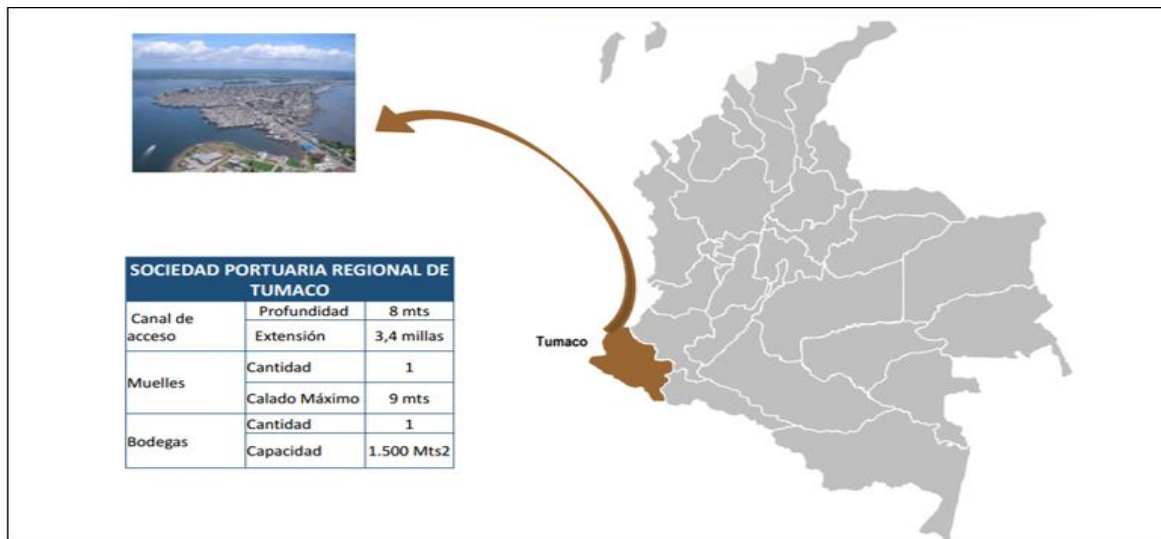 SOCIEDAD PORTUARIA REGIONAL DE
TUMACO
Canal de
acceso
Profundidad 8 mts
Extensión 3,4 millas
Muelles
Cantidad 1
Calado Máximo 9 mts
Bodegas
Cantidad 1
Capacidad 1.500 Mts2
Tumaco